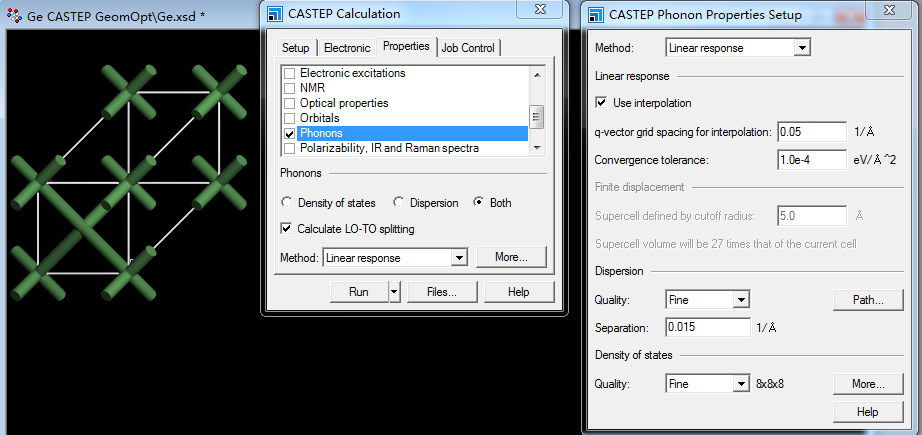 Ge CASTEP GeomOpt\Ge.xsd *
CASTEP Calculation
Setup Electronic Properties Job Control
Electronic excitations
NMR
Optical properties
Orbitals
Phonons
Polarizability, IR and Raman spectra
Phonons
Density of states Dispersion Both
Calculate LO-TO splitting
Method: Linear response More...
Run Files... Help
CASTEP Phonon Properties Setup
Method: Linear response
Linear response
Use interpolation
q-vector grid spacing for interpolation: 0.05 1/Å
Convergence tolerance: 1.0e-4 eV/Å^2
Finite displacement
Supercell defined by cutoff radius: 5.0 Å
Supercell volume will be 27 times that of the current cell
Dispersion
Quality: Fine Path...
Separation: 0.015 1/Å
Density of states
Quality: Fine 8x8x8 More...
Help